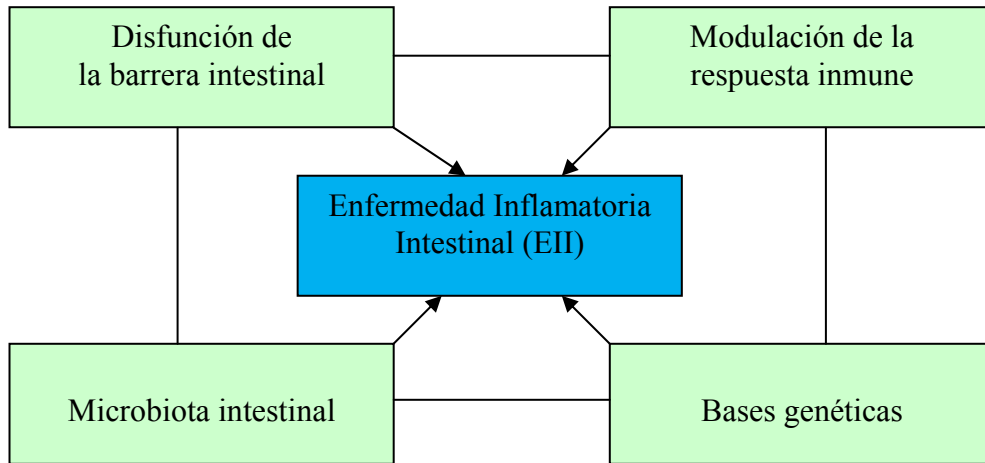 Disfunción de
la barrera intestinal
Modulación de la
respuesta inmune
Enfermedad Inflamatoria
Intestinal (EII)
Microbiota intestinal
Bases genéticas